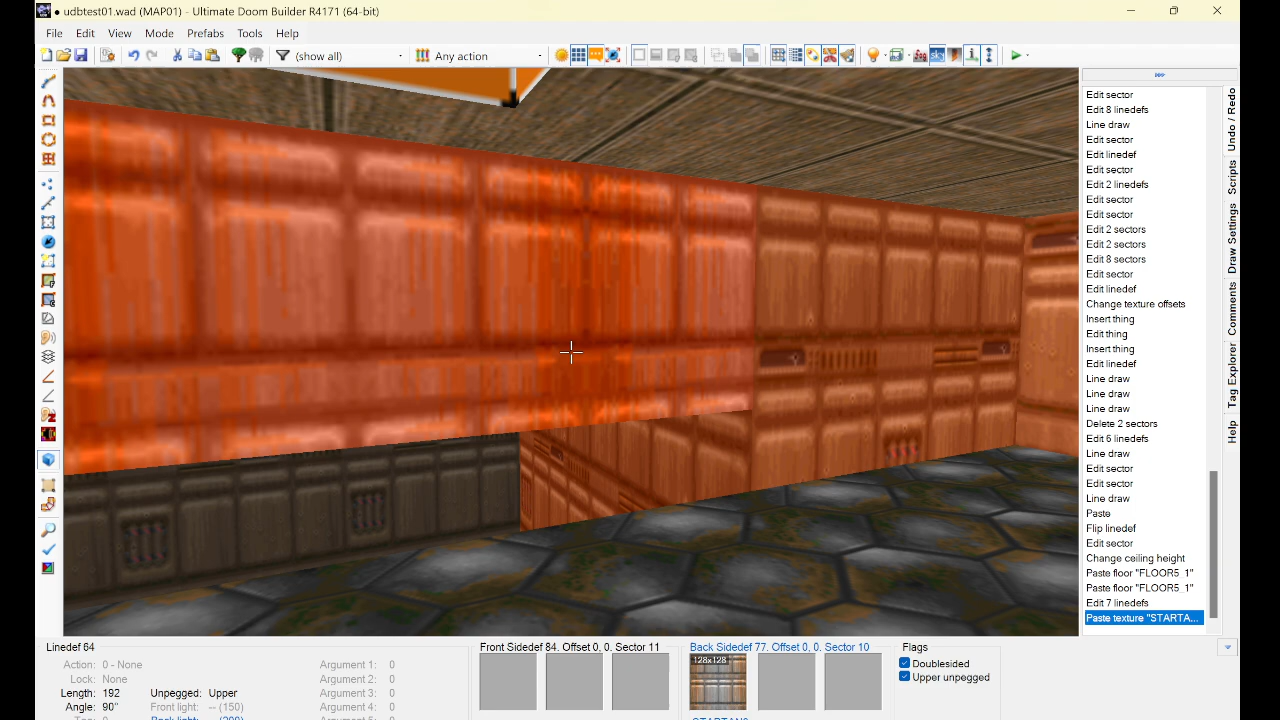 udbtest01.wad (MAP01) - Ultimate Doom Builder R4171 (64-bit)
File Edit View Mode Prefabs Tools Help
(show all) Any action
Edit sector
Edit 8 linedefs
Line draw
Edit sector
Edit linedef
Edit sector
Edit 2 linedefs
Edit sector
Edit sector
Edit 2 sectors
Edit 2 sectors
Edit 8 sectors
Edit sector
Edit linedef
Change texture offsets
Insert thing
Edit thing
Insert thing
Edit linedef
Line draw
Line draw
Line draw
Delete 2 sectors
Edit 6 linedefs
Line draw
Edit sector
Edit sector
Line draw
Paste
Flip linedef
Edit sector
Change ceiling height
Paste floor "FLOOR5_1"
Paste floor "FLOOR5_1"
Edit 7 linedefs
Paste texture "STARTA...
Undo / Redo
Scripts
Draw Settings
Comments
Tag Explorer
Help
Linedef 64
Action: 0 - None
Lock: None
Length: 192
Angle: 90°
Unpegged: Upper
Front light: -- (150)
Argument 1: 0
Argument 2: 0
Argument 3: 0
Argument 4: 0
Front Sidedef 84. Offset 0, 0. Sector 11
Back Sidedef 77. Offset 0, 0. Sector 10
128x128
Flags
Doublesided
Upper unpegged